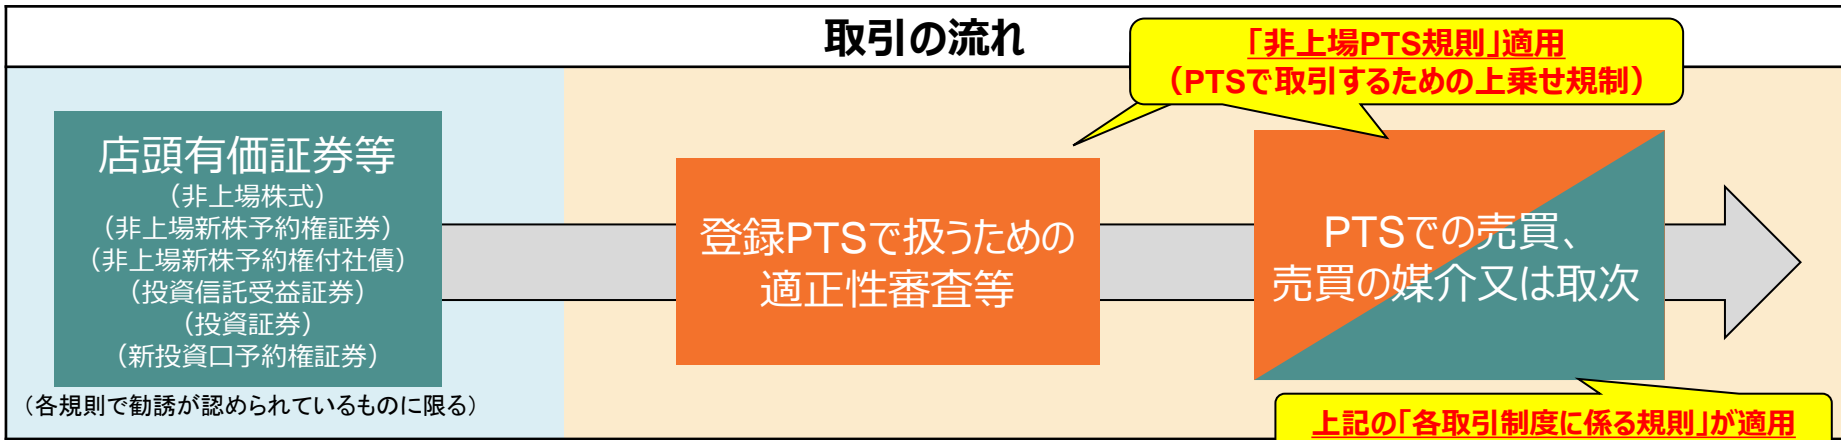 取引の流れ
「非上場PTS規則」適用
（PTSで取引するための上乗せ規制）
店頭有価証券等
（非上場株式）
（非上場新株予約権証券）
（非上場新株予約権付社債）
（投資信託受益証券）
（投資証券）
（新投資口予約権証券）
（各規則で勧誘が認められているものに限る）
登録PTSで扱うための
適正性審査等
PTSでの売買、
売買の媒介又は取次
上記の「各取引制度に係る規則」が適用